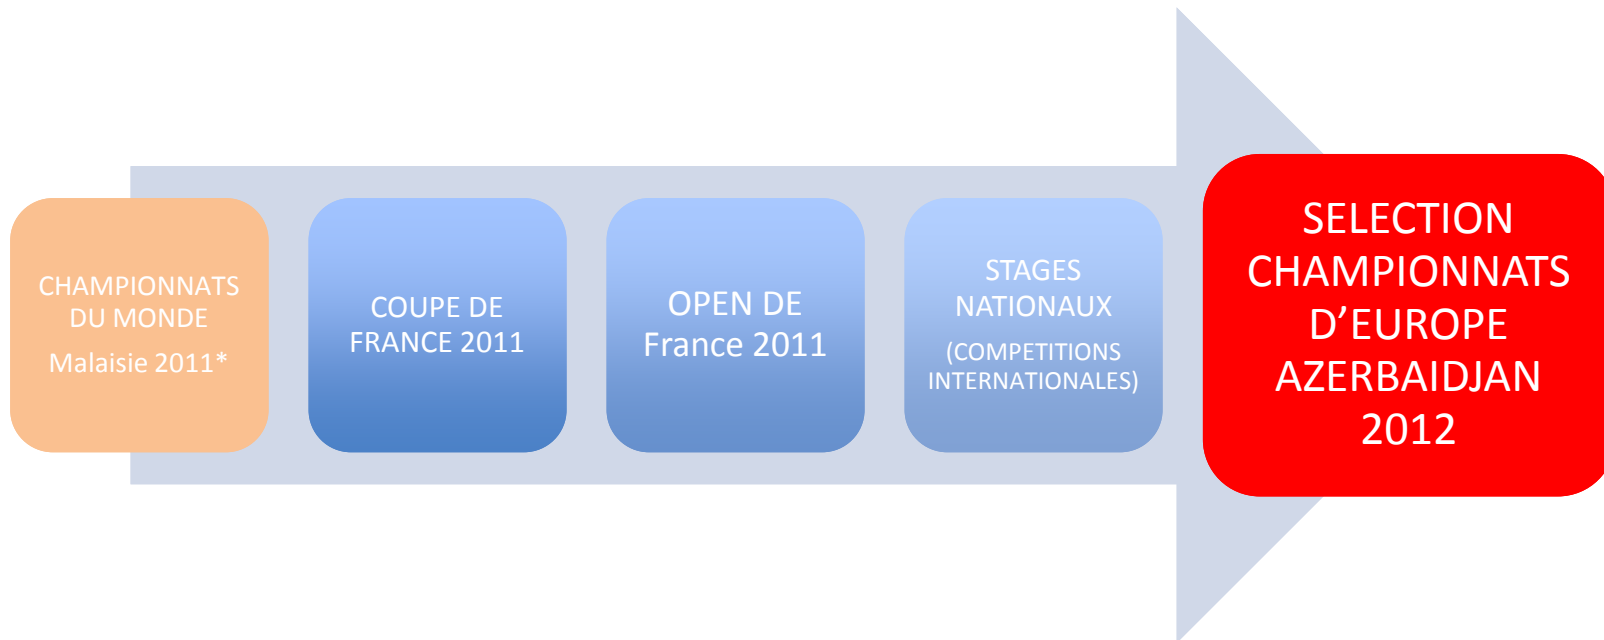 CHAMPIONNATS
DU MONDE
Malaisie 2011*
COUPE DE
FRANCE 2011
OPEN DE
France 2011
STAGES
NATIONAUX
(COMPETITIONS
INTERNATIONALES)
SELECTION
CHAMPIONNATS
D’EUROPE
AZERBAIDJAN
2012